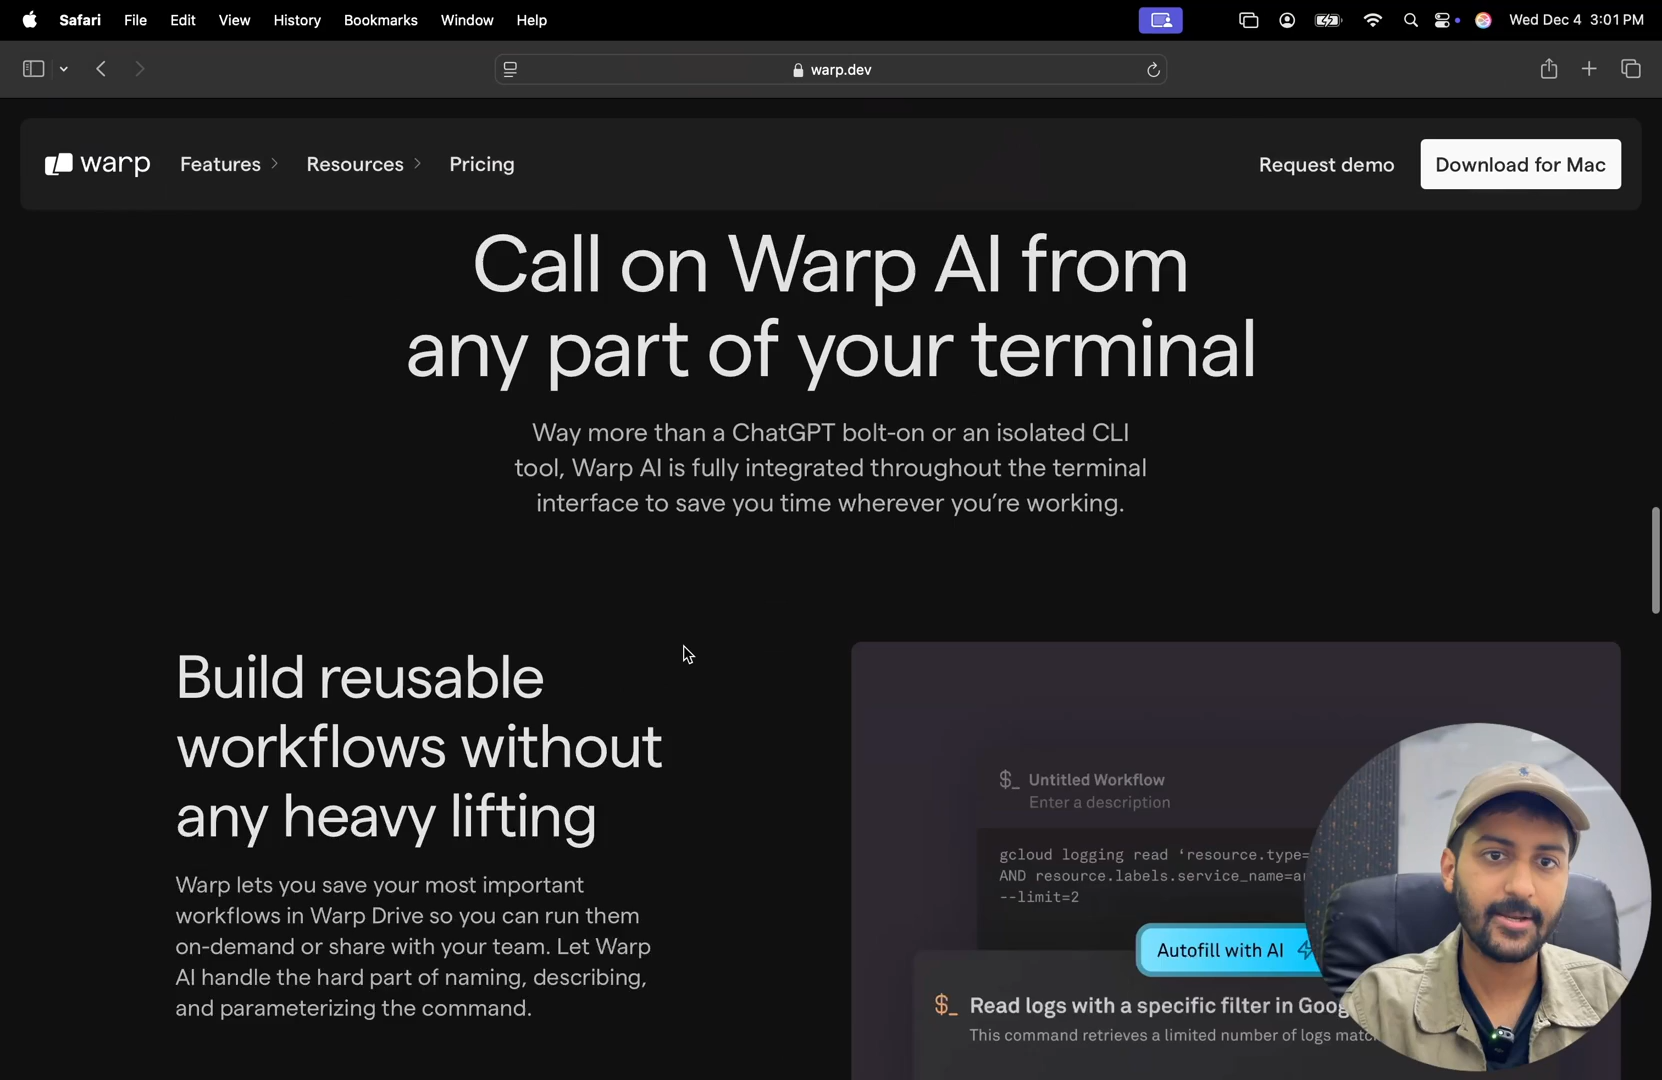 Safari File Edit View History Bookmarks Window Help Wed Dec 4 3:01 PM
warp.dev
warp Features Resources Pricing Request demo Download for Mac
Call on Warp AI from
any part of your terminal
Way more than a ChatGPT bolt-on or an isolated CLI
tool, Warp AI is fully integrated throughout the terminal
interface to save you time wherever you're working.
Build reusable
workflows without
any heavy lifting
Warp lets you save your most important
workflows in Warp Drive so you can run them
on-demand or share with your team. Let Warp
AI handle the hard part of naming, describing,
and parameterizing the command.
$_ Untitled Workflow
Enter a description
gcloud logging read ‘resource.type=
AND resource.labels.service_name=
--limit=2
Autofill with AI
$_ Read logs with a specific filter in
This command retrieves a limited number of logs